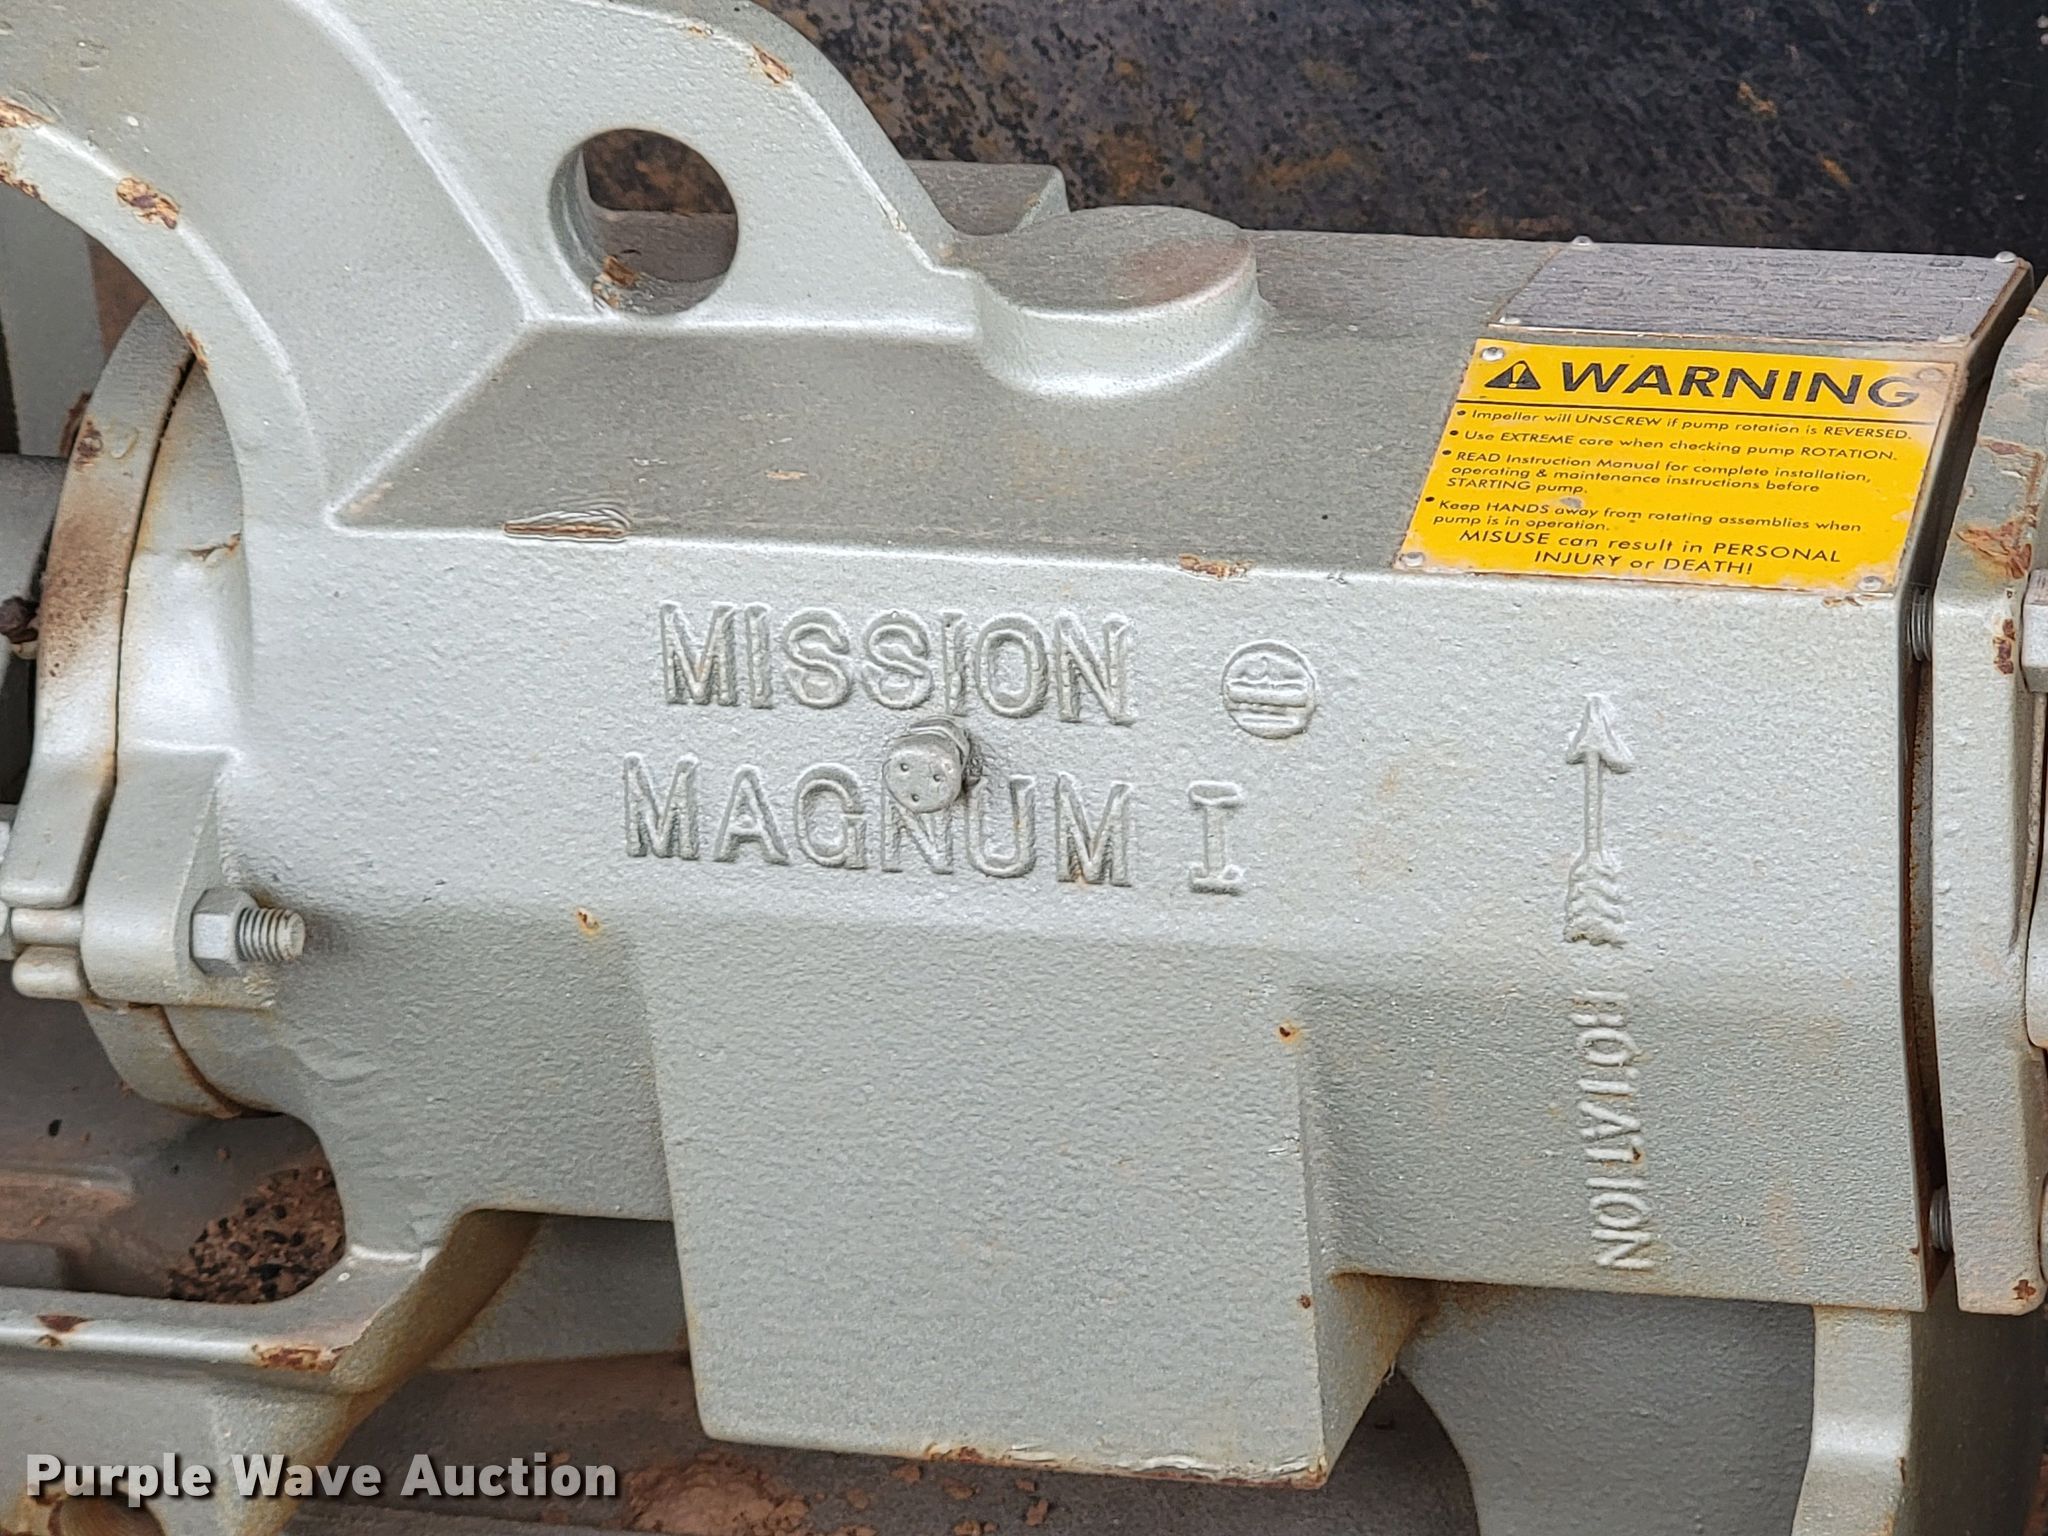 WARNING
• Impeller will UNSCREW if pump rotation is REVERSED.
• Use EXTREME care when checking pump ROTATION.
• READ Instruction Manual for complete installation,
operating & maintenance instructions before
STARTING pump.
• Keep HANDS away from rotating assemblies when
pump is in operation.
MISUSE can result in PERSONAL
INJURY or DEATH!
MISSION
MAGNUM I
ROTATION
Purple Wave Auction